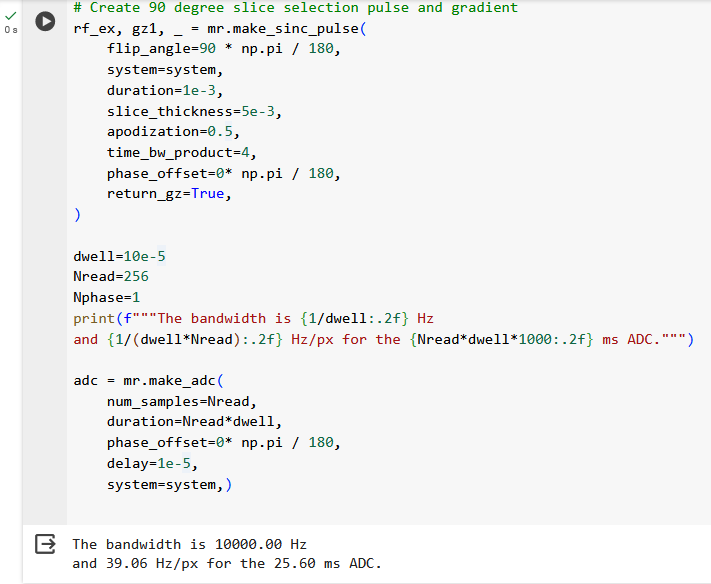 # Create 90 degree slice selection pulse and gradient
0s
rf_ex, gz1, _ = mr.make_sinc_pulse(
    flip_angle=90 * np.pi / 180,
    system=system,
    duration=1e-3,
    slice_thickness=5e-3,
    apodization=0.5,
    time_bw_product=4,
    phase_offset=0* np.pi / 180,
    return_gz=True,
)
dwell=10e-5
Nread=256
Nphase=1
print(f"""The bandwidth is {1/dwell:.2f} Hz
and {1/(dwell*Nread):.2f} Hz/px for the {Nread*dwell*1000:.2f} ms ADC.""")
adc = mr.make_adc(
    num_samples=Nread,
    duration=Nread*dwell,
    phase_offset=0* np.pi / 180,
    delay=1e-5,
    system=system,)
The bandwidth is 10000.00 Hz
and 39.06 Hz/px for the 25.60 ms ADC.